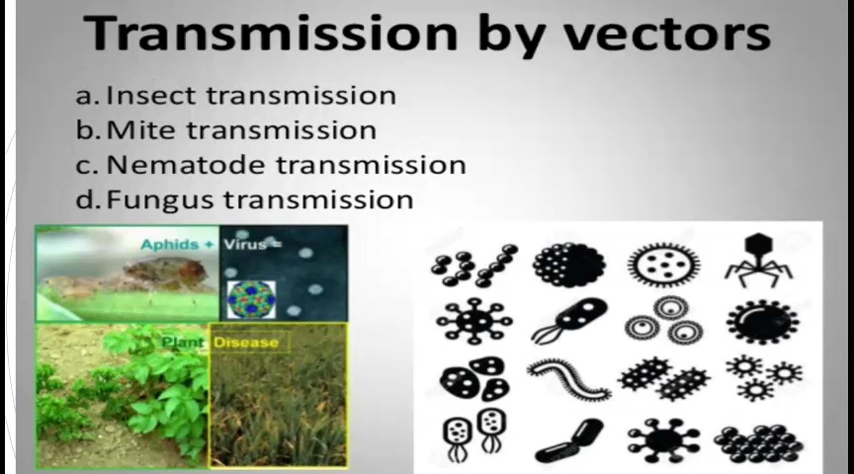 Transmission by vectors
a. Insect transmission
b. Mite transmission
c. Nematode transmission
d. Fungus transmission
Aphids + Virus =
Plant Disease